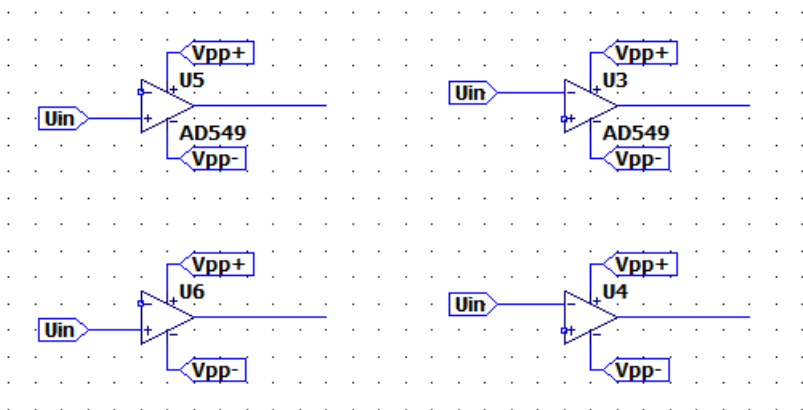 Vpp+ Vpp+
U5 U3
- + - +
Uin Uin
+ - + -
AD549 AD549
Vpp- Vpp-
Vpp+ Vpp+
U6 U4
- + - +
Uin Uin
+ - + -
Vpp- Vpp-